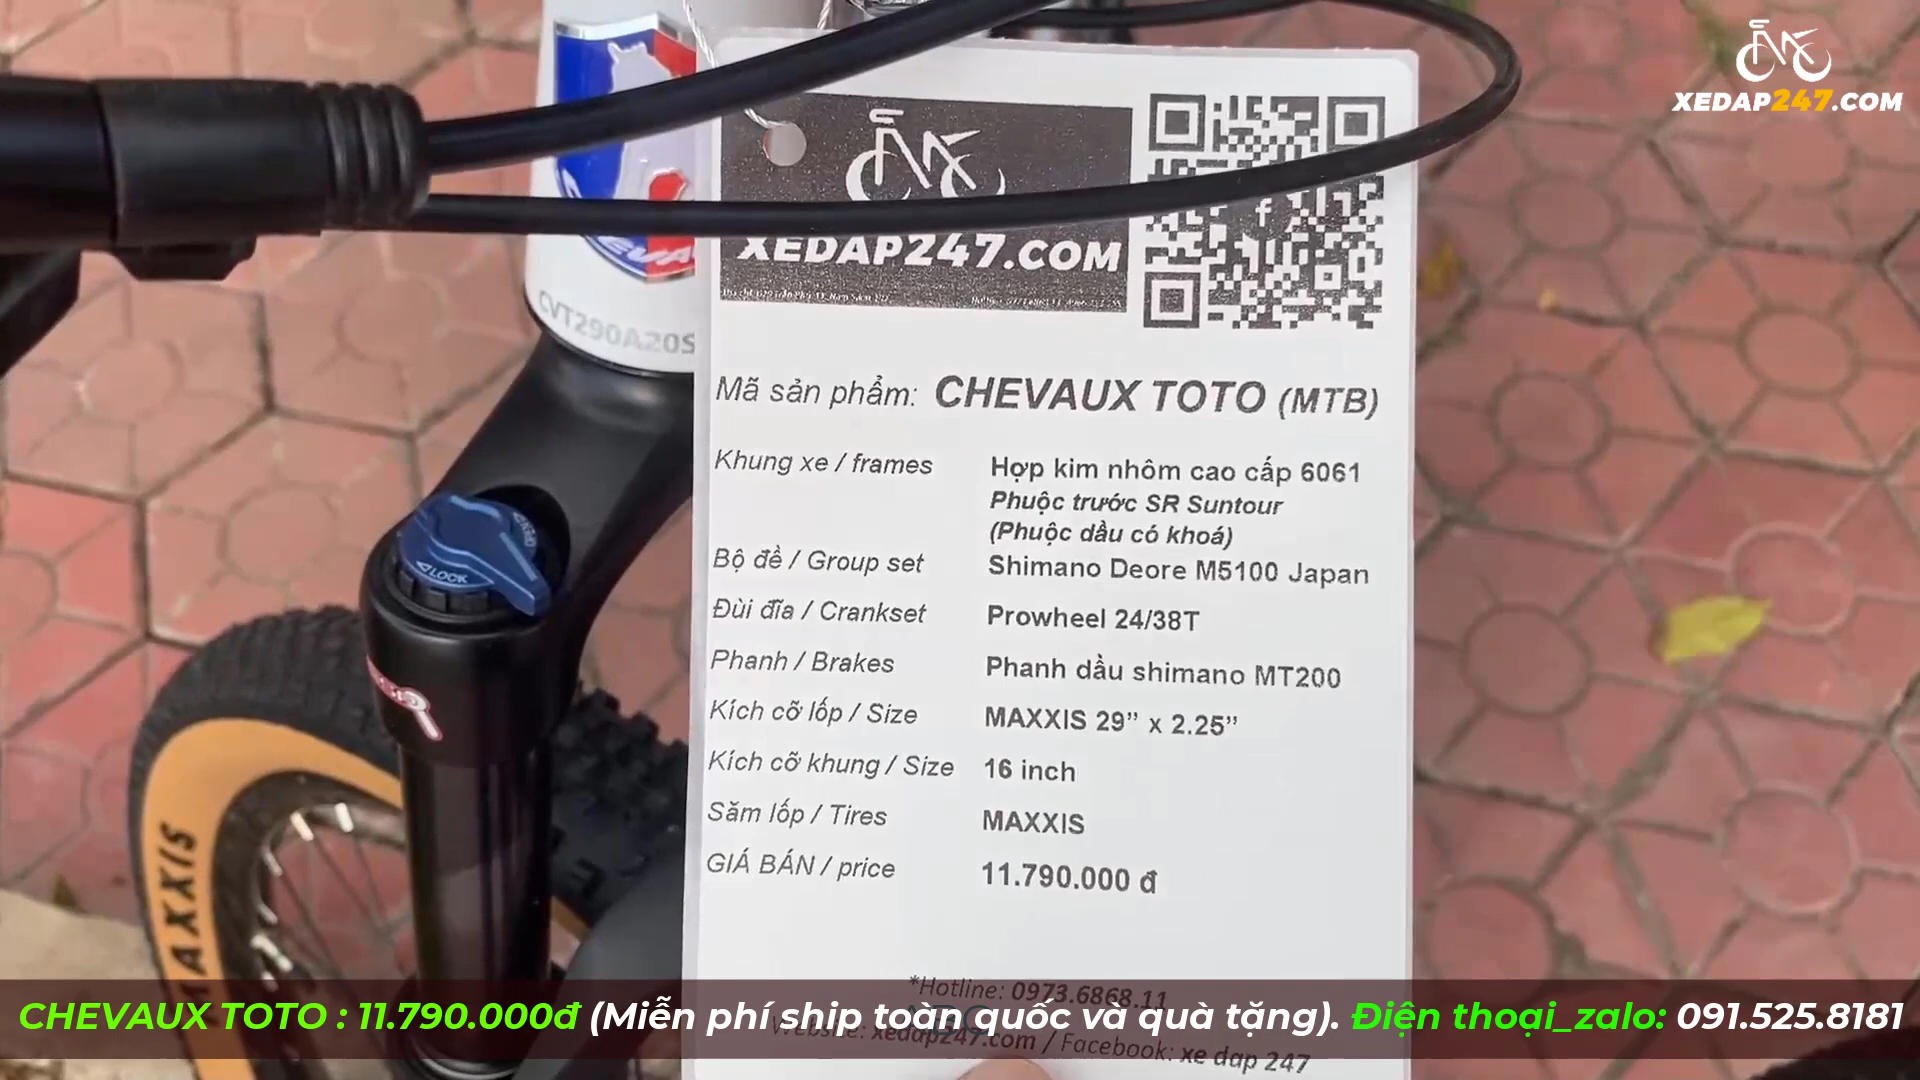 XEDAP247.COM
XEDAP247.COM
CVT290A20S
Mã sản phẩm: CHEVAUX TOTO (MTB)
Khung xe / frames Hợp kim nhôm cao cấp 6061
Phuộc trước SR Suntour
(Phuộc dầu có khoá)
Bộ đề / Group set Shimano Deore M5100 Japan
Đùi đĩa / Crankset Prowheel 24/38T
Phanh / Brakes Phanh dầu shimano MT200
Kích cỡ lốp / Size MAXXIS 29” x 2.25”
Kích cỡ khung / Size 16 inch
Săm lốp / Tires MAXXIS
GIÁ BÁN / price 11.790.000 đ
OPEN
LOCK
MAXXIS
*Hotline: 0973.6868.11
Website: xedap247.com / Facebook: xe dap 247
CHEVAUX TOTO : 11.790.000đ (Miễn phí ship toàn quốc và quà tặng). Điện thoại_zalo: 091.525.8181